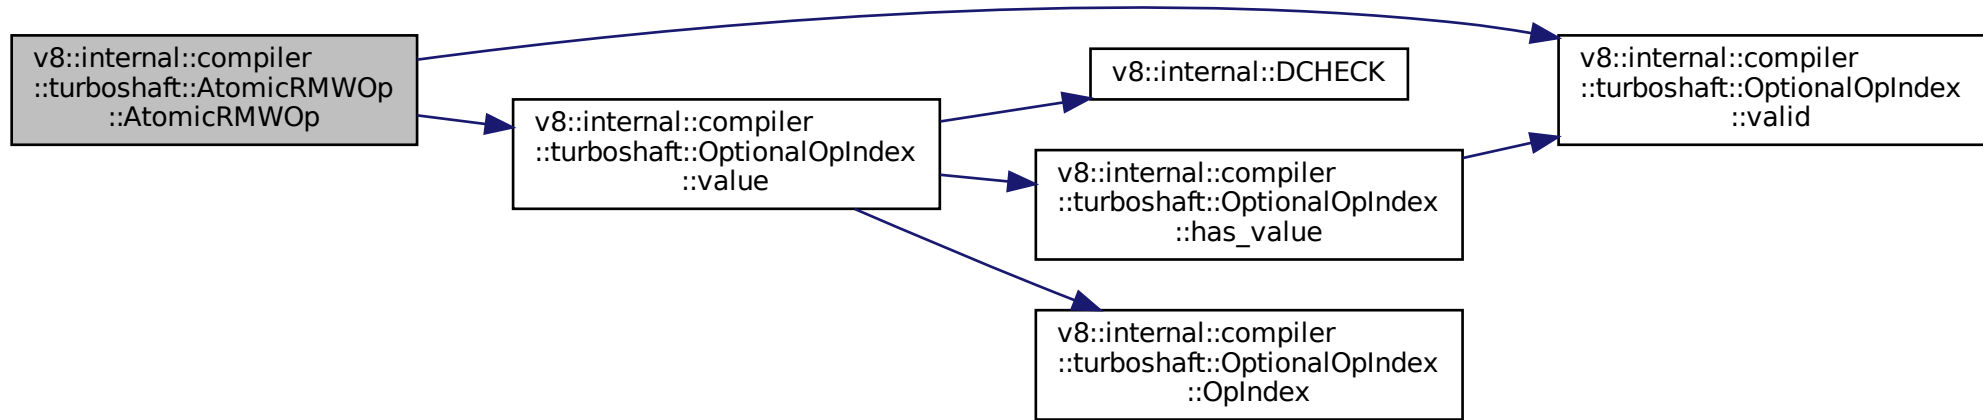 v8::internal::compiler
::turboshaft::AtomicRMWOp
::AtomicRMWOp
v8::internal::compiler
::turboshaft::OptionalOpIndex
::value
v8::internal::DCHECK
v8::internal::compiler
::turboshaft::OptionalOpIndex
::has_value
v8::internal::compiler
::turboshaft::OptionalOpIndex
::OpIndex
v8::internal::compiler
::turboshaft::OptionalOpIndex
::valid